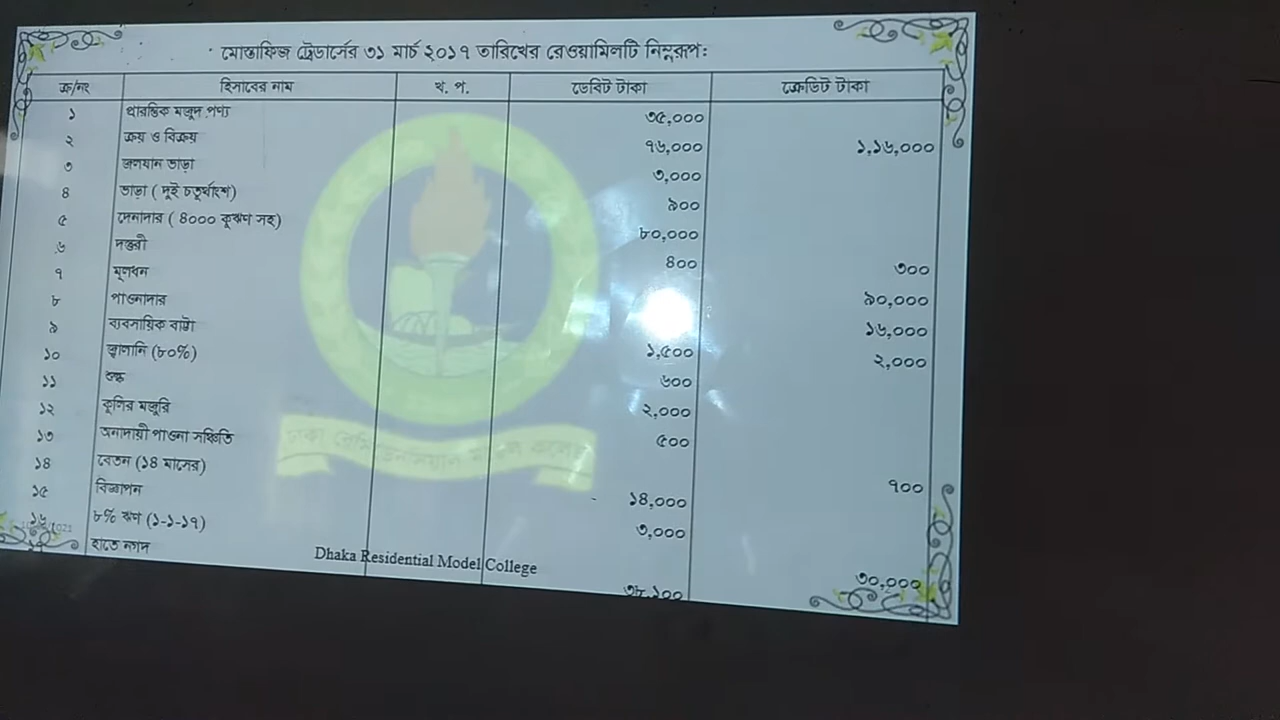 মোস্তাফিজ ট্রেডার্সের ৩১ মার্চ ২০১৭ তারিখের রেওয়ামিলটি নিম্নরূপ:
ক্র/নং হিসাবের নাম খ. প. ডেবিট টাকা ক্রেডিট টাকা
১ প্রারম্ভিক মজুদ পণ্য ৩৫,০০০
২ ক্রয় ও বিক্রয় ৭৬,০০০ ১,১৬,০০০
৩ জলযান ভাড়া ৩,০০০
৪ ভাড়া ( দুই চতুর্থাংশ) ৯০০
৫ দেনাদার ( ৪০০০ কূঋণ সহ) ৮০,০০০
৬ দস্তুরী ৪০০ ৩০০
৭ মূলধন ৯০,০০০
৮ পাওনাদার ১৬,০০০
৯ ব্যবসায়িক বাট্টা ১,৫০০ ২,০০০
১০ জ্বালানি (৮০%) ৬০০
১১ শুল্ক ২,০০০
১২ কুলির মজুরি ৫০০
১৩ অনাদায়ী পাওনা সঞ্চিতি ৭০০
১৪ বেতন (১৪ মাসের) ১৪,০০০
১৫ বিজ্ঞাপন ৩,০০০
১৬ ৮% ঋণ (১-১-১৭) ৩০,০০০
হাতে নগদ ৩৮,১০০
Dhaka Residential Model College